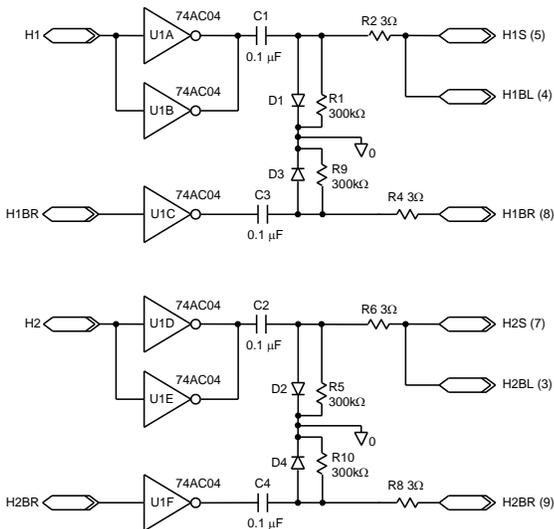 74AC04
C1
R2 3Ω
H1
U1A
H1S (5)
0.1 µF
74AC04
D1
R1
300kΩ
H1BL (4)
U1B
0
74AC04
D3
R9
300kΩ
C3
R4 3Ω
H1BR
U1C
H1BR (8)
0.1 µF
74AC04
C2
R6 3Ω
H2
U1D
H2S (7)
0.1 µF
74AC04
D2
R5
300kΩ
H2BL (3)
U1E
0
74AC04
D4
R10
300kΩ
C4
R8 3Ω
H2BR
U1F
H2BR (9)
0.1 µF